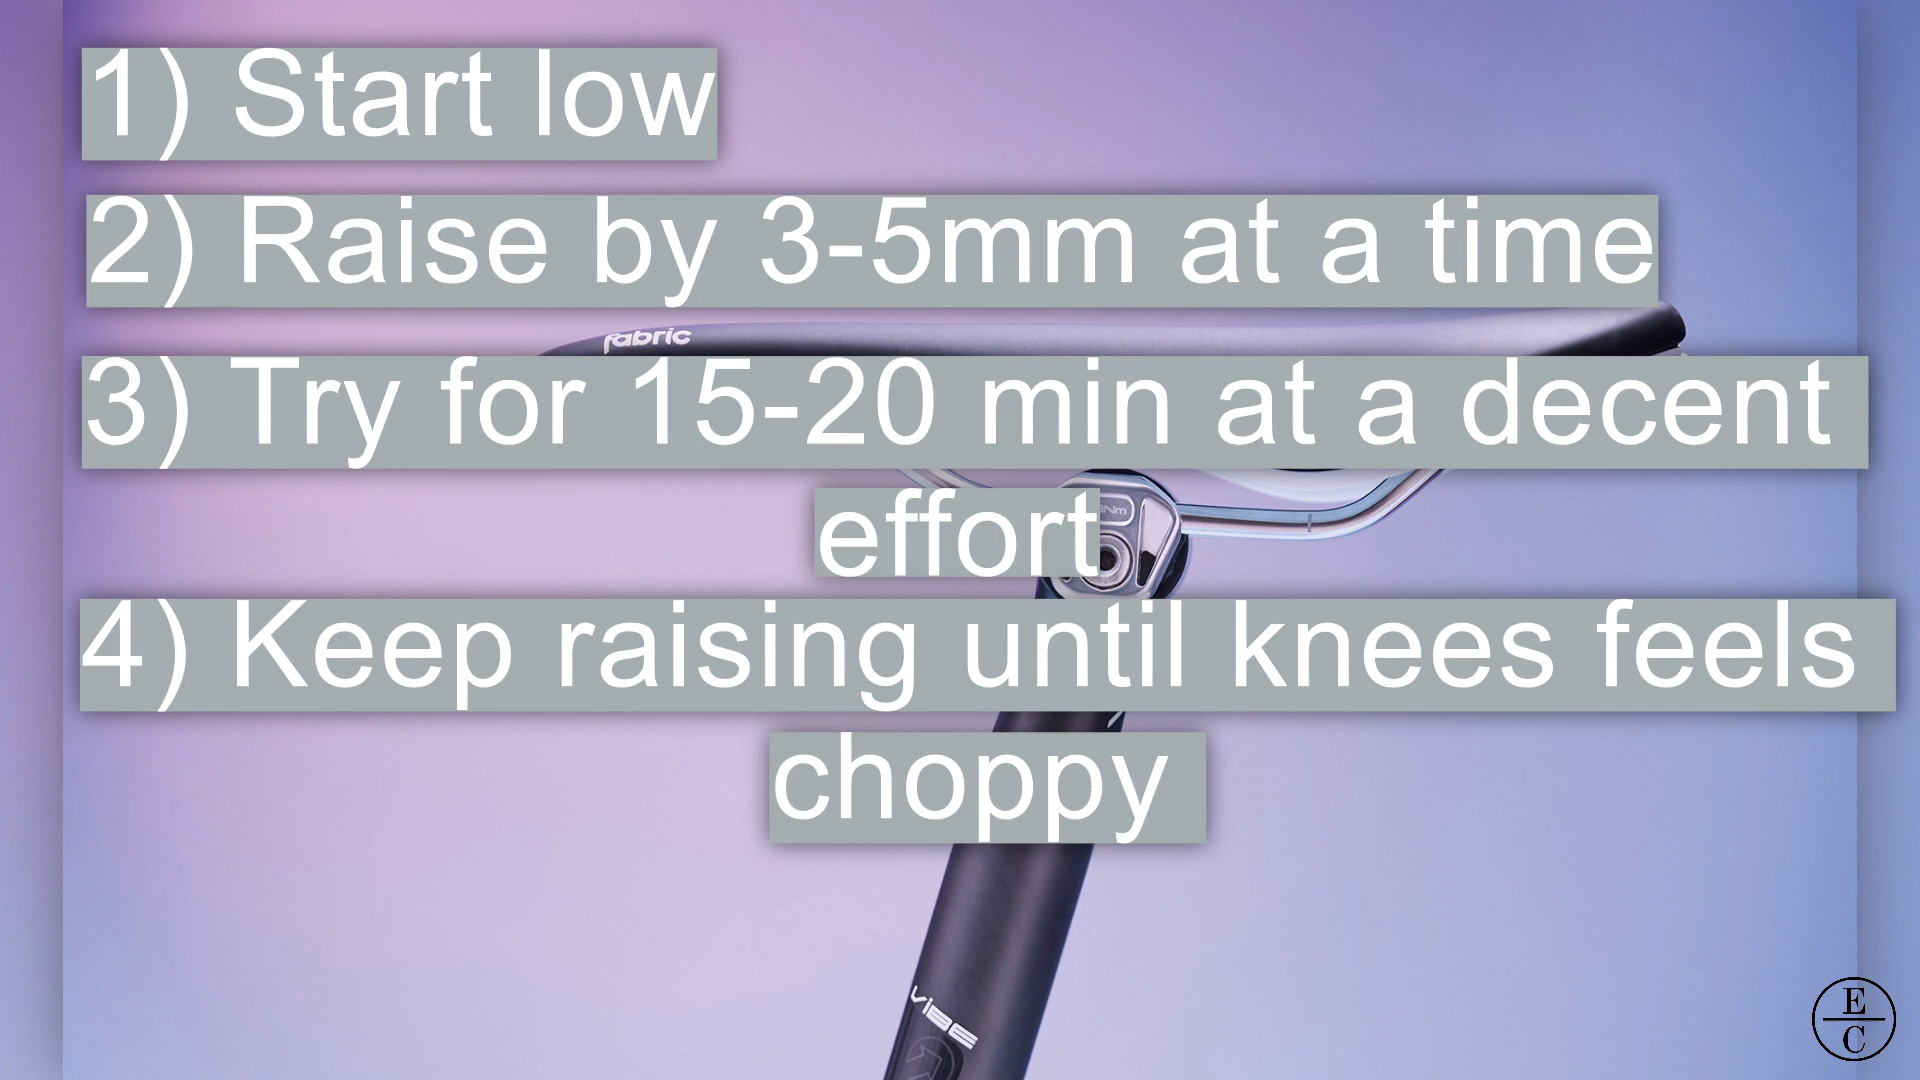 1) Start low
2) Raise by 3-5mm at a time
fabric
3) Try for 15-20 min at a decent
effort
4) Keep raising until knees feels
choppy
VIBE
E
C